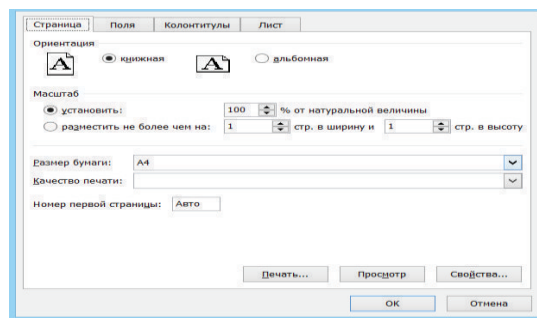 Страница Поля Колонтитулы Лист
Ориентация
A книжная A альбомная
Масштаб
установить: 100 % от натуральной величины
разместить не более чем на: 1 стр. в ширину и 1 стр. в высоту
Размер бумаги: A4
Качество печати:
Номер первой страницы: Авто
Печать... Просмотр Свойства...
ОК Отмена